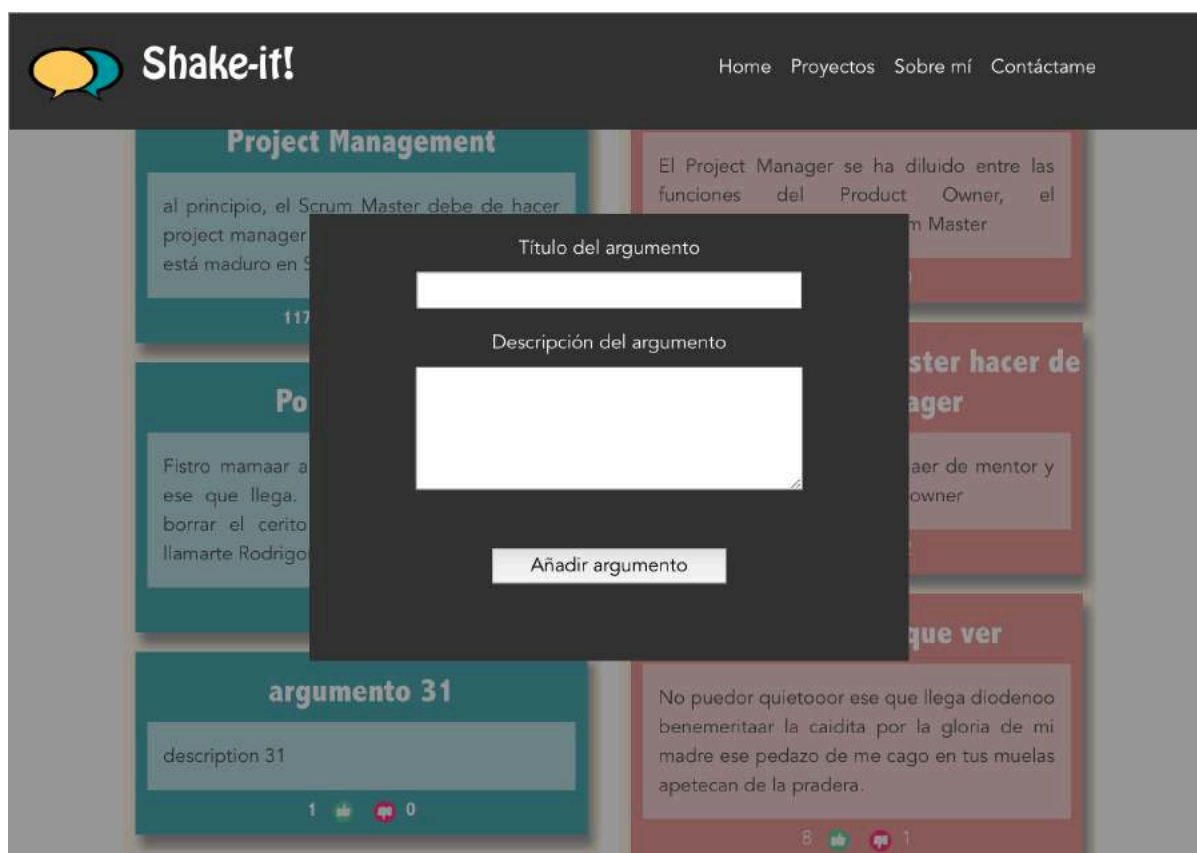 Shake-it!
Home Proyectos Sobre mí Contáctame
Project Management
al principio, el Scrum Master debe de hacer
project manager
está maduro en S
117
Po
Fistro mamaar a
ese que llega.
borrar el cerito
llamarte Rodrigo
argumento 31
description 31
1 0
Título del argumento
Descripción del argumento
Añadir argumento
El Project Manager se ha diluido entre las
funciones del Product Owner, el
m Master
ster hacer de
ager
aer de mentor y
owner
que ver
No puedor quietooor ese que llega diodenoo
benemeritaar la caidita por la gloria de mi
madre ese pedazo de me cago en tus muelas
apetecan de la pradera.
8 1